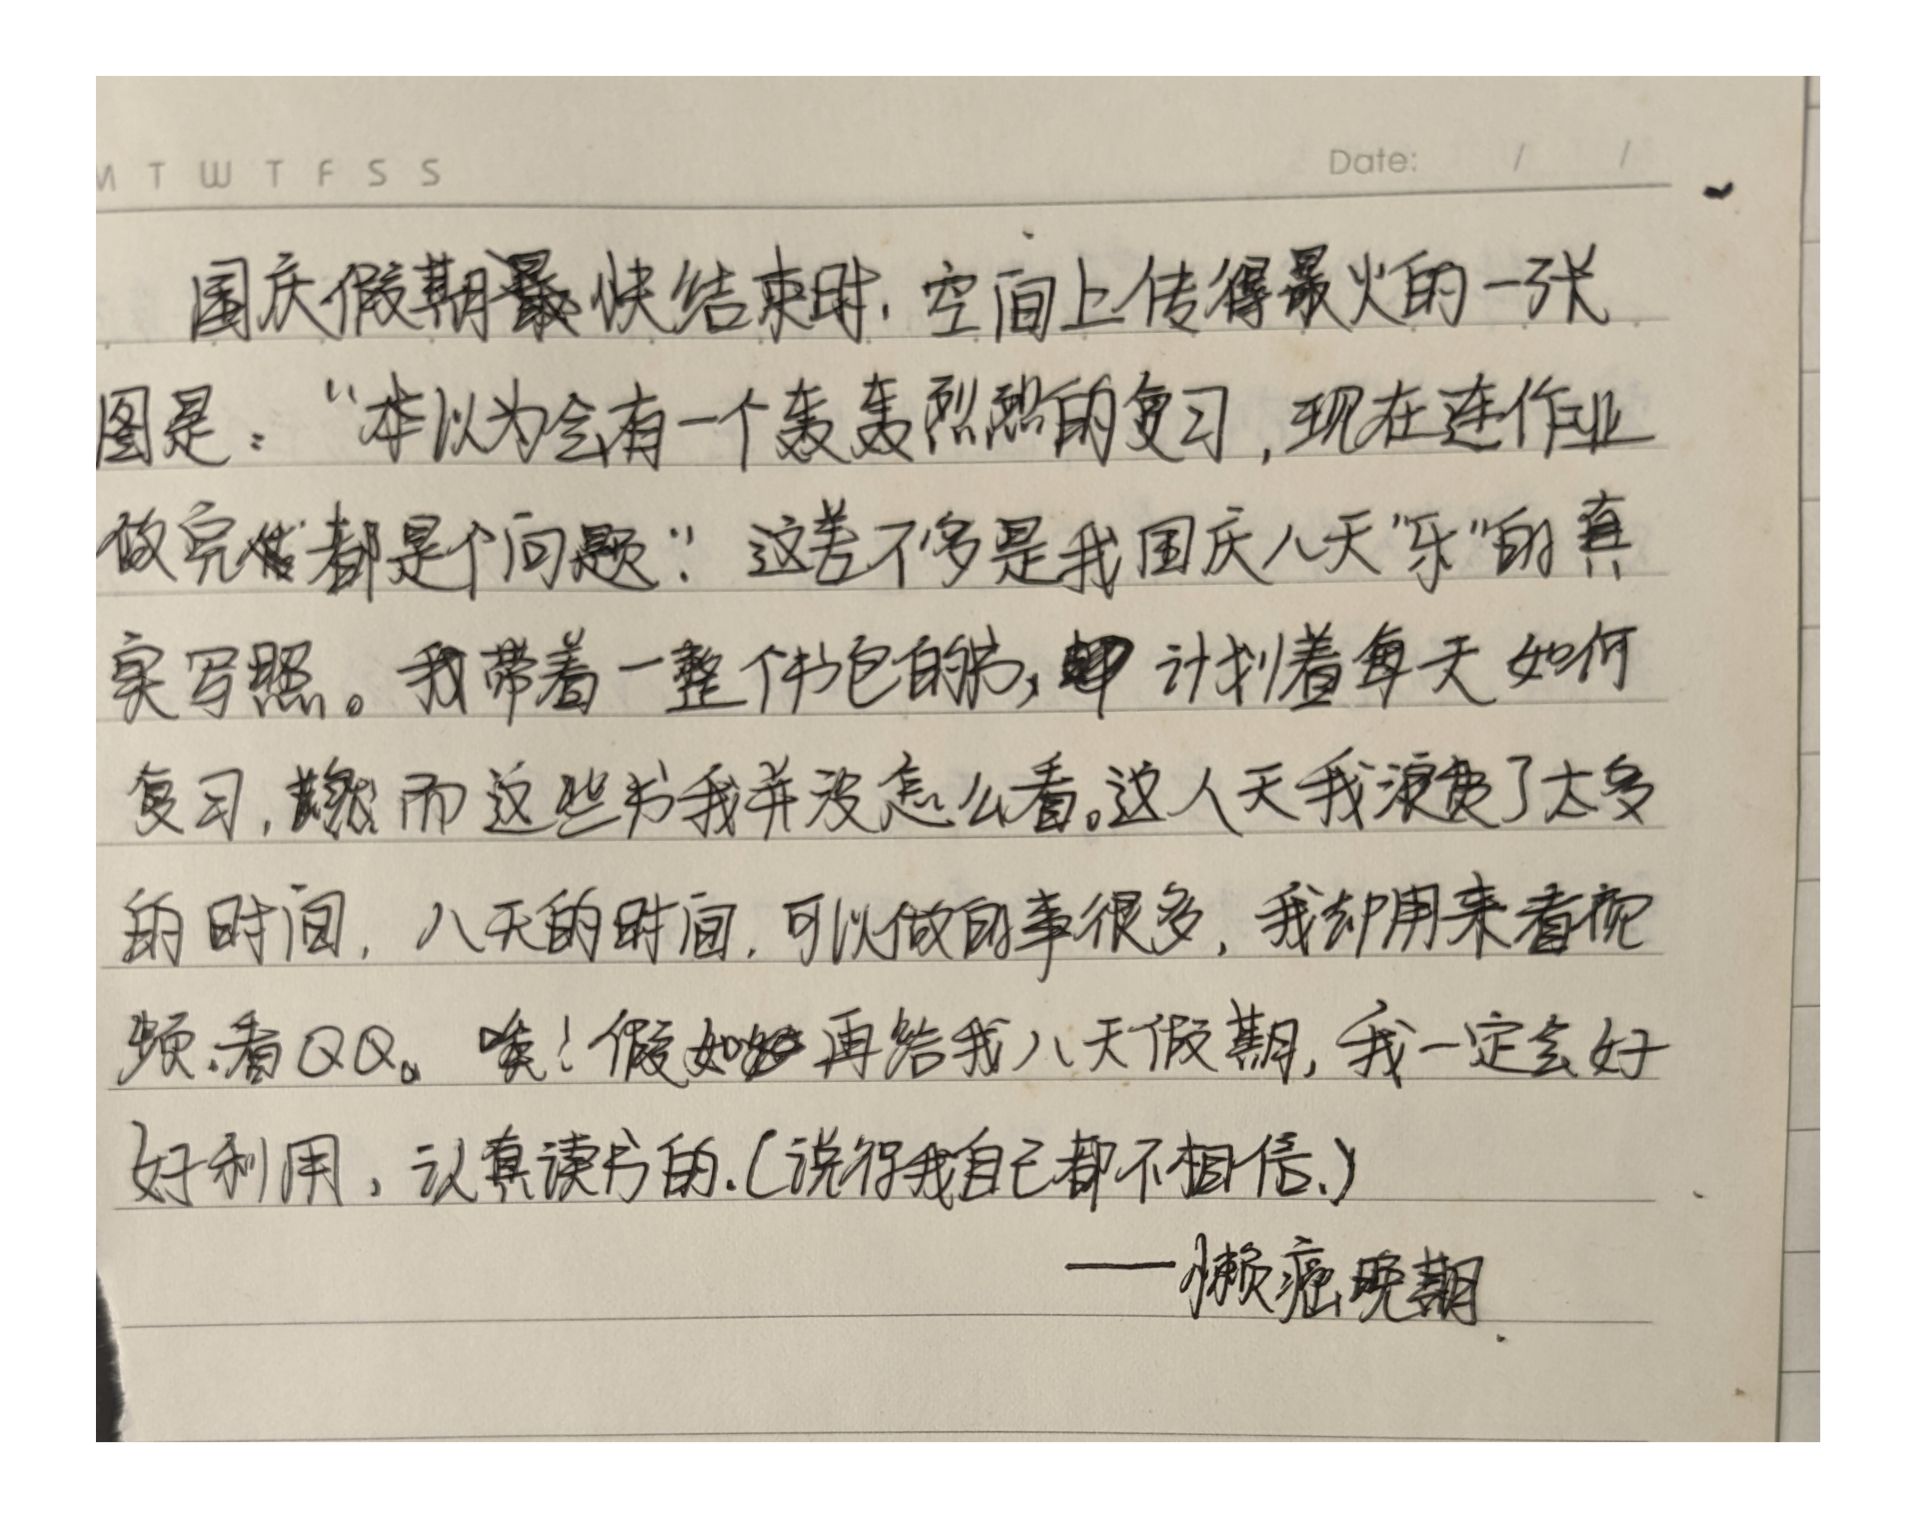 M T W T F S S Date: / /
国庆假期快结束时，空间上传得最火的一张
图是："本以为会有一个轰轰烈烈的复习，现在连作业
做完都是个问题"。这差不多是我国庆八天"乐"的真
实写照。我带着一整个书包的书，计划着每天如何
复习，而这些书我并没怎么看。这八天我浪费了太多
的时间，八天的时间，可以做的事很多，我却用来看视
频、看QQ。唉！假如再给我八天假期，我一定会好
好利用，认真读书的.（说得我自己都不相信.）
——懒癌晚期.